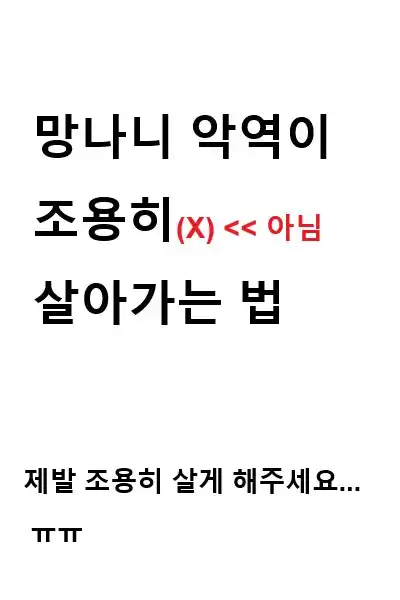 망나니 악역이
조용히(X) << 아님
살아가는 법
제발 조용히 살게 해주세요...
ㅠㅠ